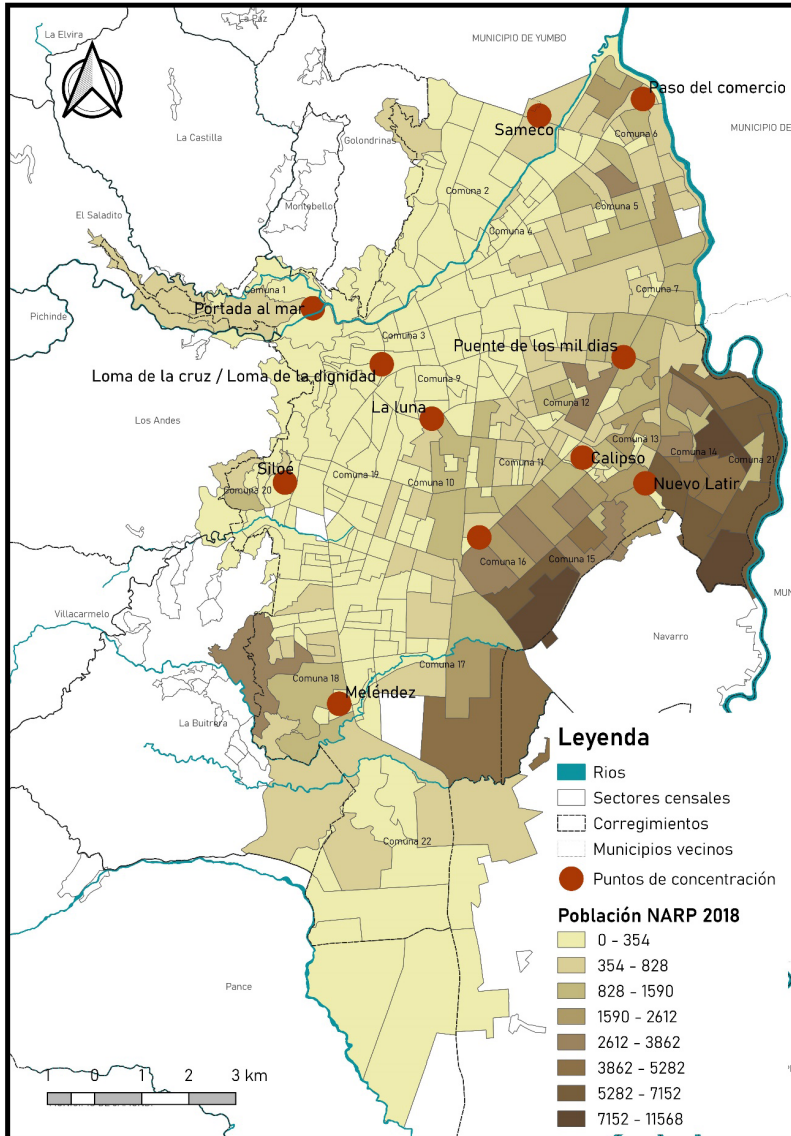 La Elvira
La Paz
MUNICIPIO DE YUMBO
Paso del comercio
Sameco
MUNICIPIO DE
Comuna 6
La Castilla
Golondrinas
Comuna 2
Comuna 5
Montebello
El Saladito
Comuna 4
Comuna 1
Comuna 7
Portada al mar
Pichinde
Comuna 3
Puente de los mil dias
Loma de la cruz / Loma de la dignidad
Comuna 9
La luna
Comuna 12
Los Andes
Comuna 13
Comuna 14
Comuna 21
Calipso
Comuna 11
Siloé
Comuna 19
Comuna 10
Nuevo Latir
Comuna 20
Comuna 16
Comuna 15
Villacarmelo
MUN
Navarro
Comuna 17
Comuna 18
Meléndez
La Buitrera
Comuna 22
Pance
Leyenda
Rios
Sectores censales
Corregimientos
Municipios vecinos
Puntos de concentración
Población NARP 2018
0 - 354
354 - 828
828 - 1590
1590 - 2612
2612 - 3862
3862 - 5282
5282 - 7152
7152 - 11568
1 0 1 2 3 km